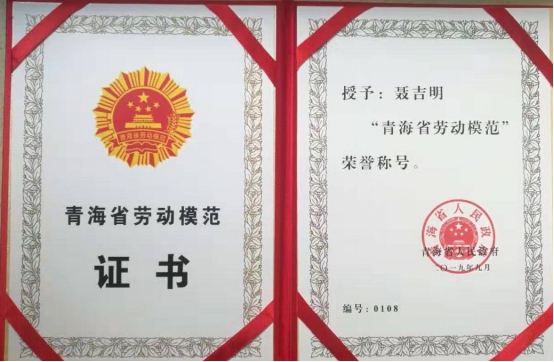 青海省劳动模范
青海省劳动模范
证书
授予：聂吉明
“青海省劳动模范”
荣誉称号。
青海省人民政府
青海省人民政府
二〇一九年九月
编号：0108